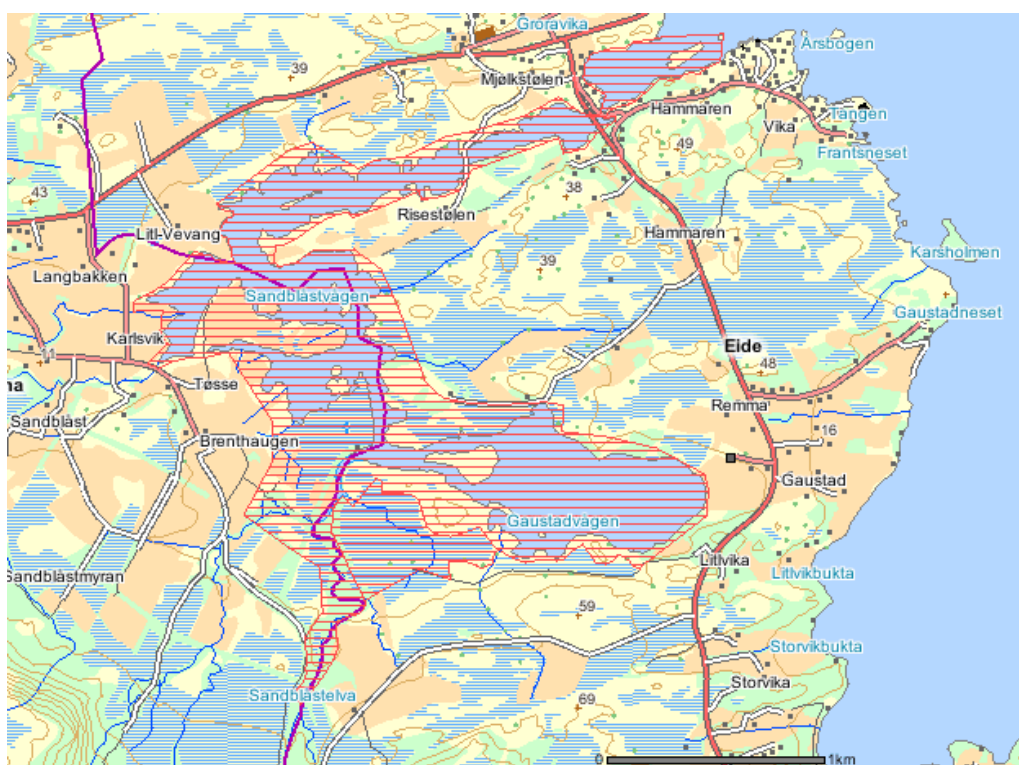 Groravika
Årsbogen
39
Mjølkstølen
Hammaren
Tangen
Vika
49
Frantsneset
43
38
Risestølen
Litl-Vevang
Hammaren
Karsholmen
Langbakken
39
Sandblåstvågen
Gaustadneset
Karlsvik
Eide
11
48
na
Tøsse
Remma
Sandblåst
16
Brenthaugen
Gaustad
Gaustadvågen
Litlvika
Sandblåstmyran
Litlvikbukta
59
Storvikbukta
Storvika
Sandblåstelva
69
0
1km